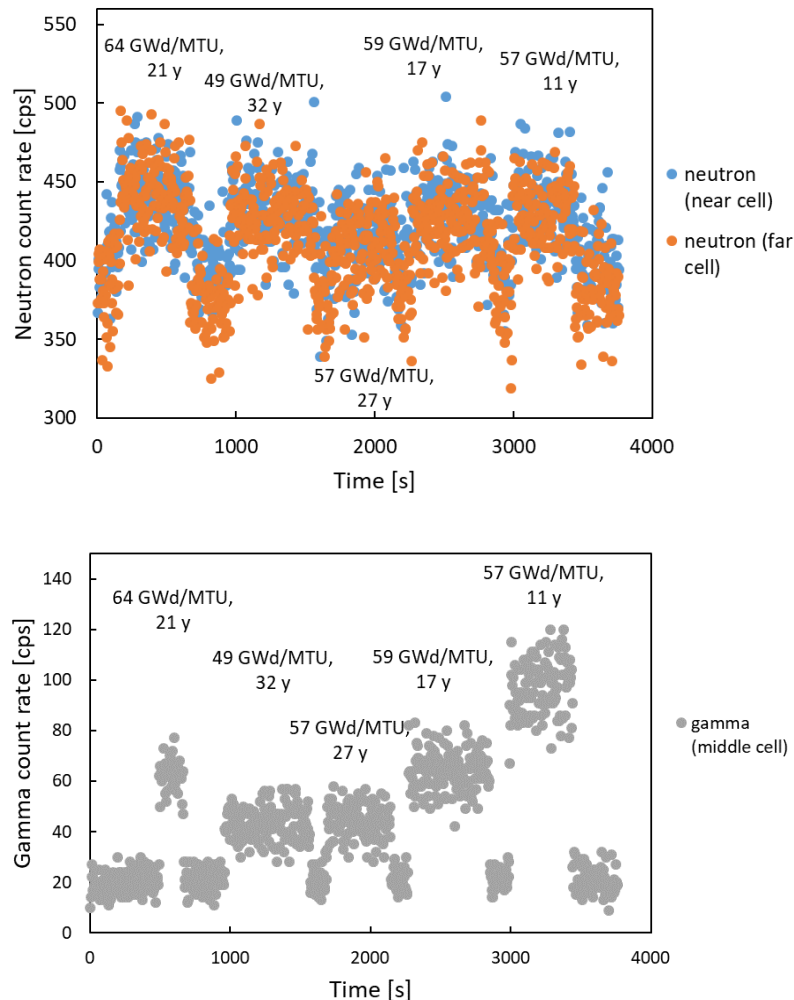 550
500
450
400
350
300
Neutron count rate [cps]
64 GWd/MTU,
21 y
49 GWd/MTU,
32 y
59 GWd/MTU,
17 y
57 GWd/MTU,
11 y
57 GWd/MTU,
27 y
0
1000
2000
3000
4000
Time [s]
neutron
(near cell)
neutron (far
cell)
140
120
100
80
60
40
20
0
Gamma count rate [cps]
64 GWd/MTU,
21 y
49 GWd/MTU,
32 y
57 GWd/MTU,
27 y
59 GWd/MTU,
17 y
57 GWd/MTU,
11 y
0
1000
2000
3000
4000
Time [s]
gamma
(middle cell)